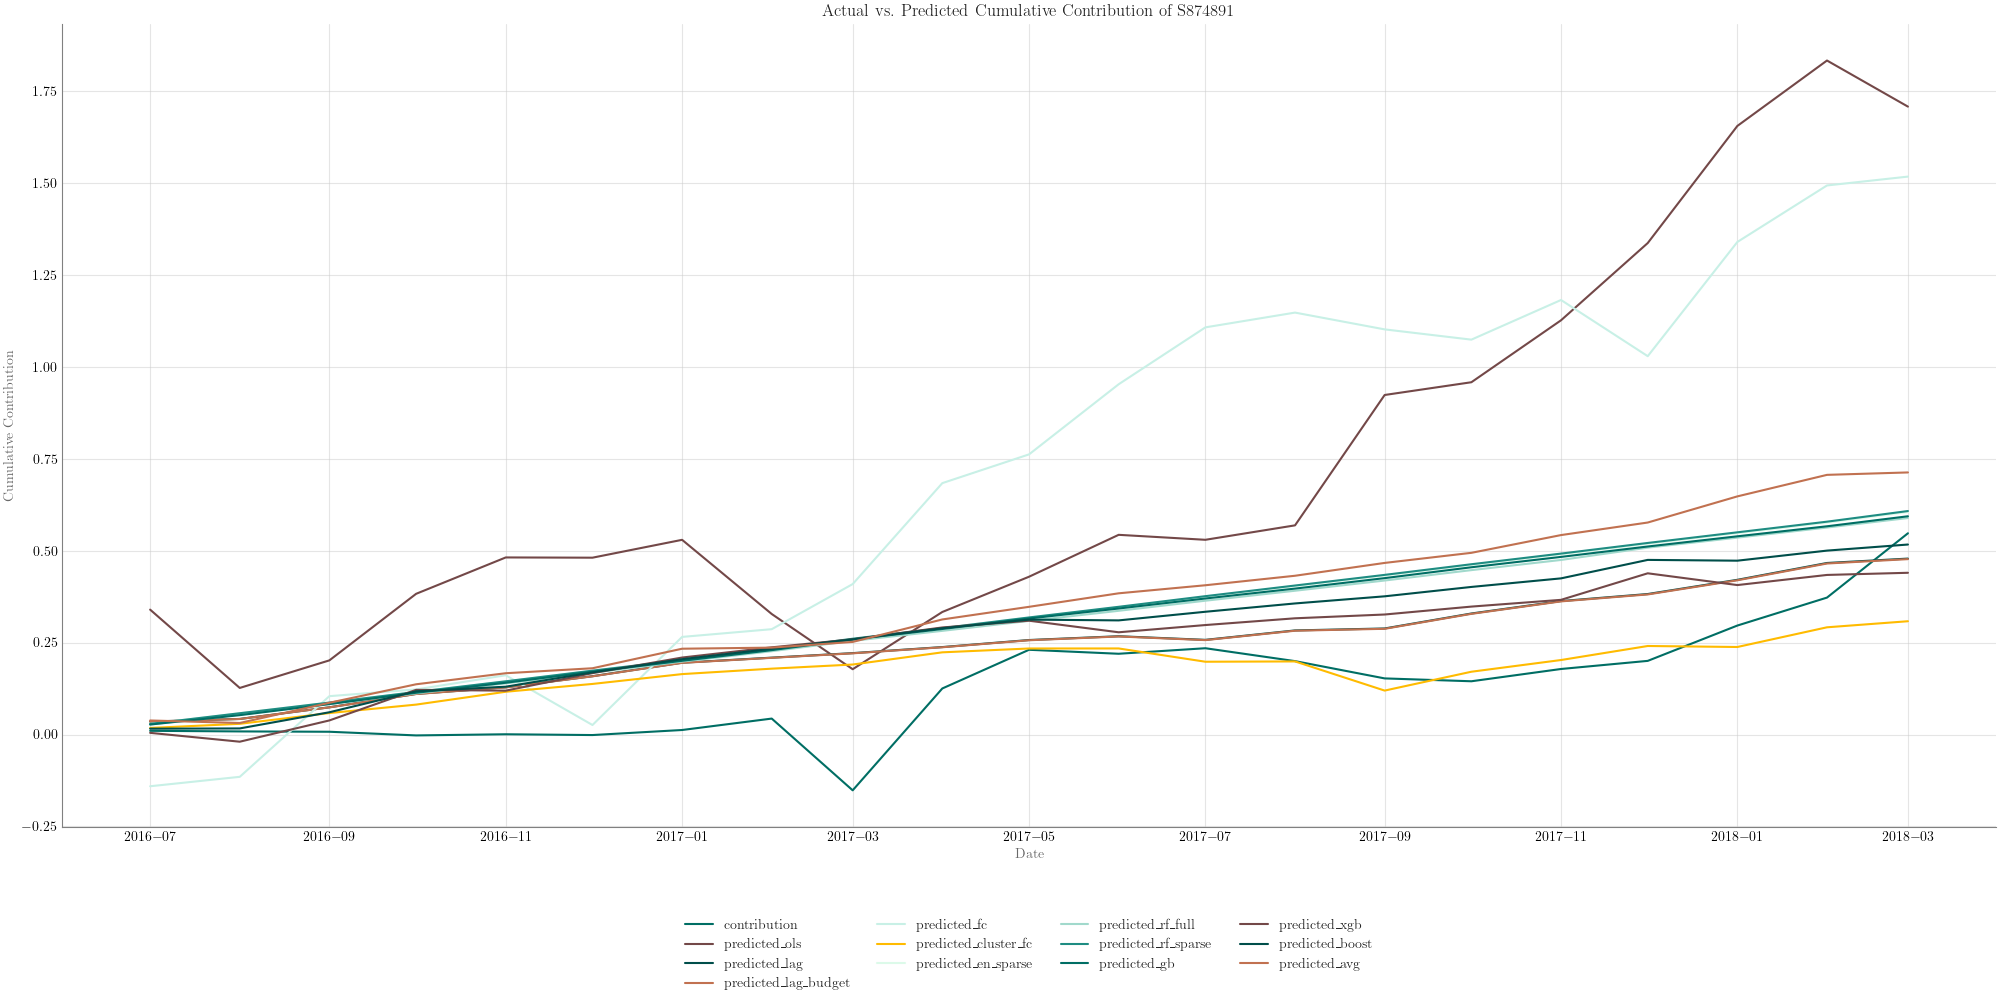 Actual vs. Predicted Cumulative Contribution of S874891
Cumulative Contribution
1.75
1.50
1.25
1.00
0.75
0.50
0.25
0.00
−0.25
2016−07 2016−09 2016−11 2017−01 2017−03 2017−05 2017−07 2017−09 2017−11 2018−01 2018−03
Date
contribution predicted_fc predicted_rf_full predicted_xgb
predicted_ols predicted_cluster_fc predicted_rf_sparse predicted_boost
predicted_lag predicted_en_sparse predicted_gb predicted_avg
predicted_lag_budget